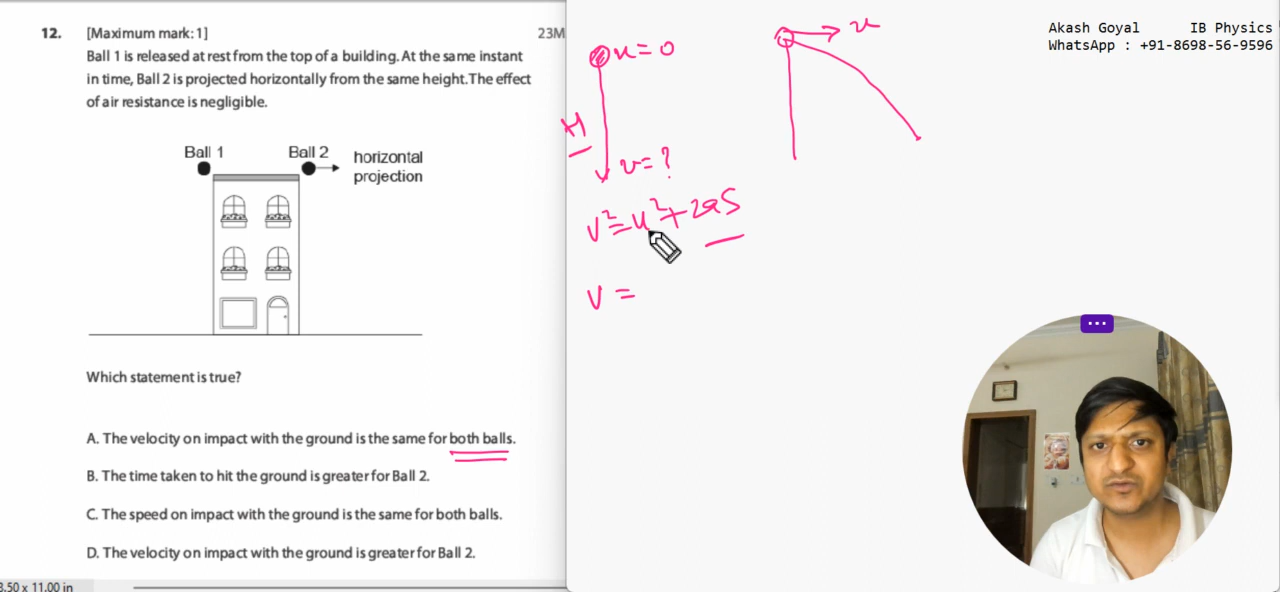 12. [Maximum mark: 1] 23M
Ball 1 is released at rest from the top of a building. At the same instant
in time, Ball 2 is projected horizontally from the same height. The effect
of air resistance is negligible.
Ball 1 Ball 2 horizontal
projection
Which statement is true?
A. The velocity on impact with the ground is the same for both balls.
B. The time taken to hit the ground is greater for Ball 2.
C. The speed on impact with the ground is the same for both balls.
D. The velocity on impact with the ground is greater for Ball 2.
8.50 x 11.00 in
u = 0
H
v = ?
v² = u² + 2aS
v =
u
Akash Goyal IB Physics
WhatsApp : +91-8698-56-9596